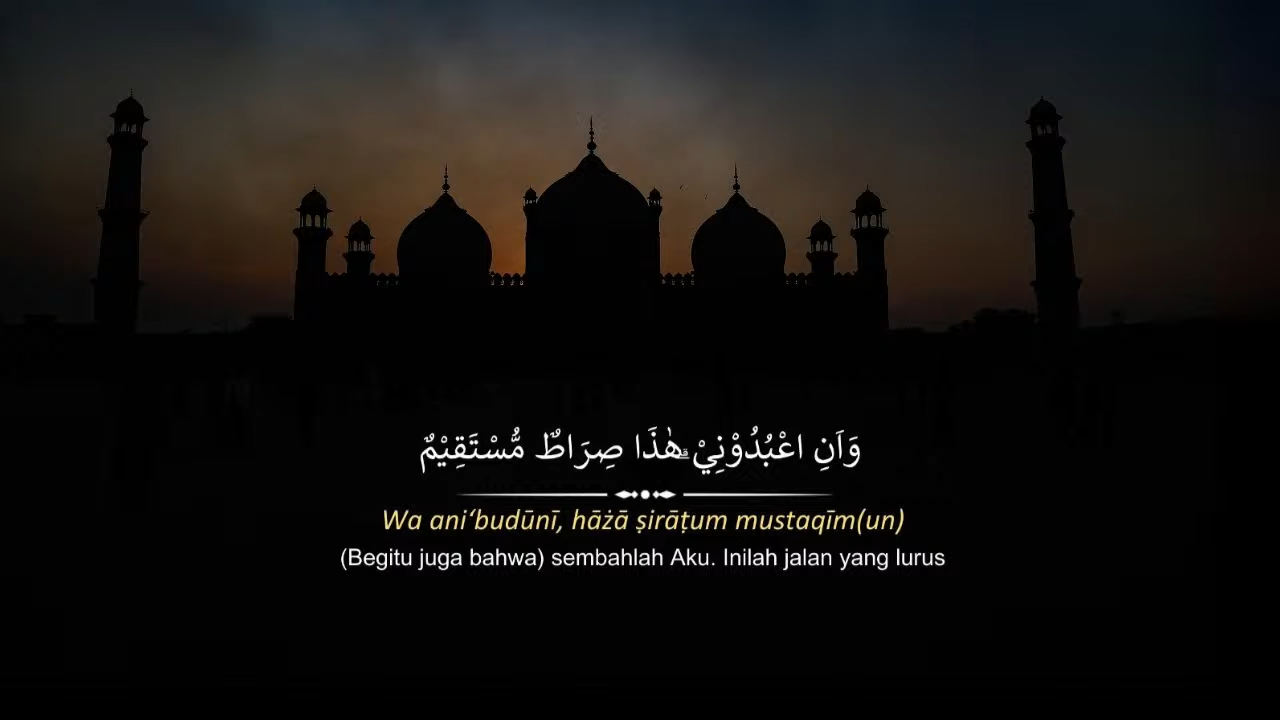 وَاَنِ اعْبُدُوْنِيْ ۗهٰذَا صِرَاطٌ مُّسْتَقِيْمٌ
Wa ani‘budūnī, hāżā ṣirāṭum mustaqīm(un)
(Begitu juga bahwa) sembahlah Aku. Inilah jalan yang lurus